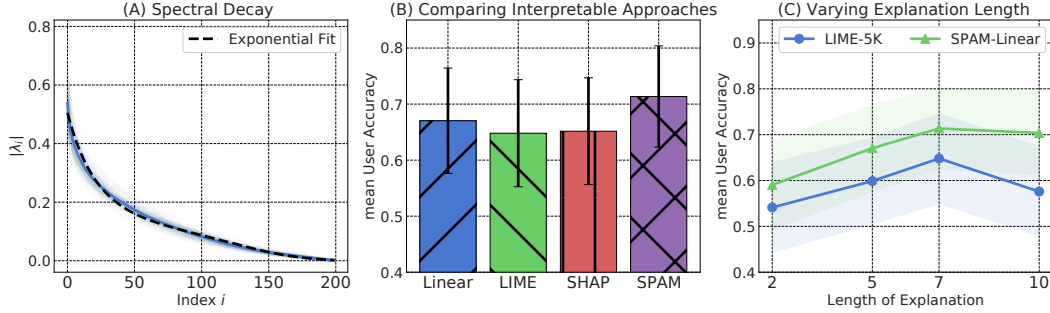 (A) Spectral Decay
0.8
0.6
0.4
0.2
0.0
|λi|
Exponential Fit
0 50 100 150 200
Index i
(B) Comparing Interpretable Approaches
0.8
0.7
0.6
0.5
0.4
mean User Accuracy
Linear LIME SHAP SPAM
(C) Varying Explanation Length
0.9
0.8
0.7
0.6
0.5
0.4
mean User Accuracy
LIME-5K SPAM-Linear
2 5 7 10
Length of Explanation